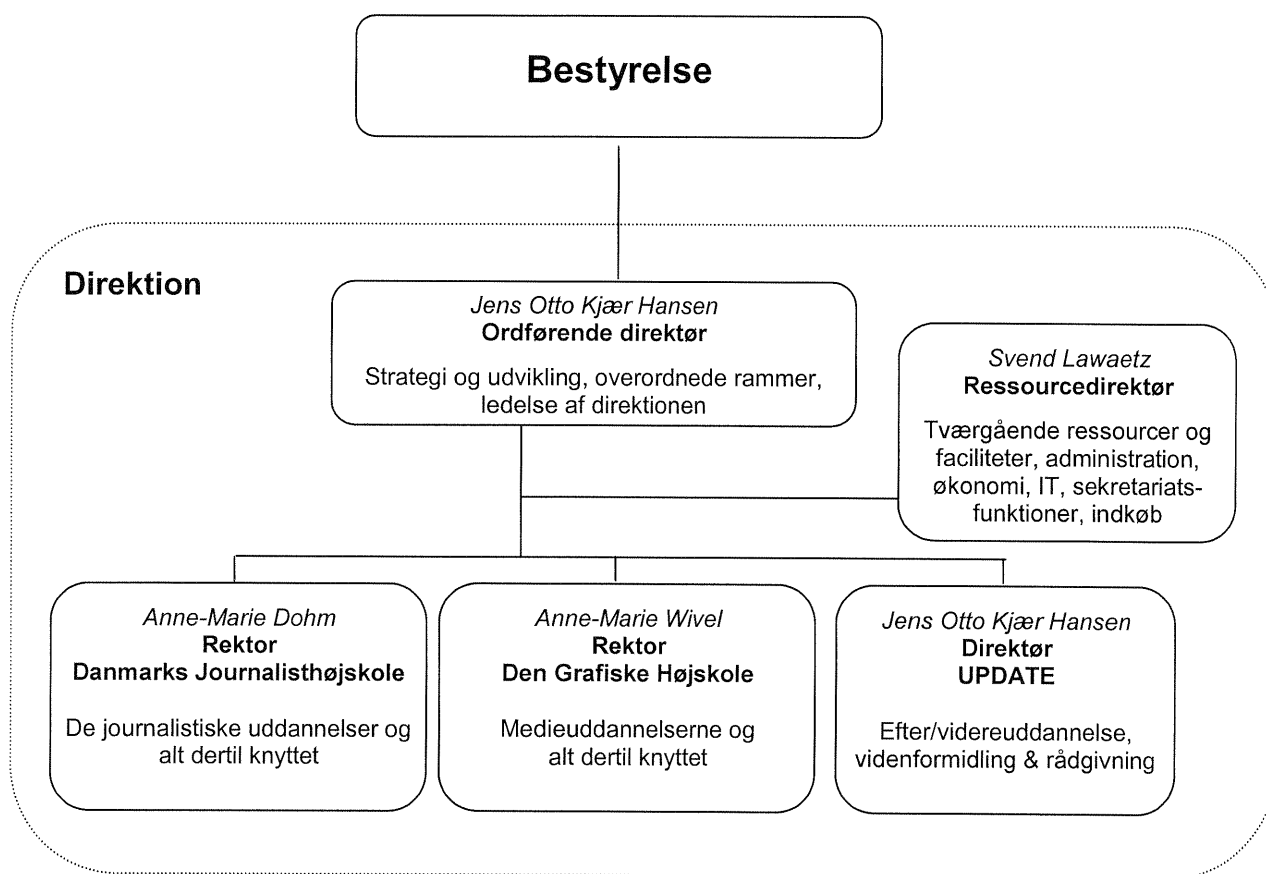 Bestyrelse
Direktion
Jens Otto Kjær Hansen
Ordførende direktør
Strategi og udvikling, overordnede rammer,
ledelse af direktionen
Svend Lawaetz
Ressourcedirektør
Tværgående ressourcer og
faciliteter, administration,
økonomi, IT, sekretariats-
funktioner, indkøb
Anne-Marie Dohm
Rektor
Danmarks Journalisthøjskole
De journalistiske uddannelser og
alt dertil knyttet
Anne-Marie Wivel
Rektor
Den Grafiske Højskole
Medieuddannelserne og
alt dertil knyttet
Jens Otto Kjær Hansen
Direktør
UPDATE
Efter/videreuddannelse,
videnformidling & rådgivning